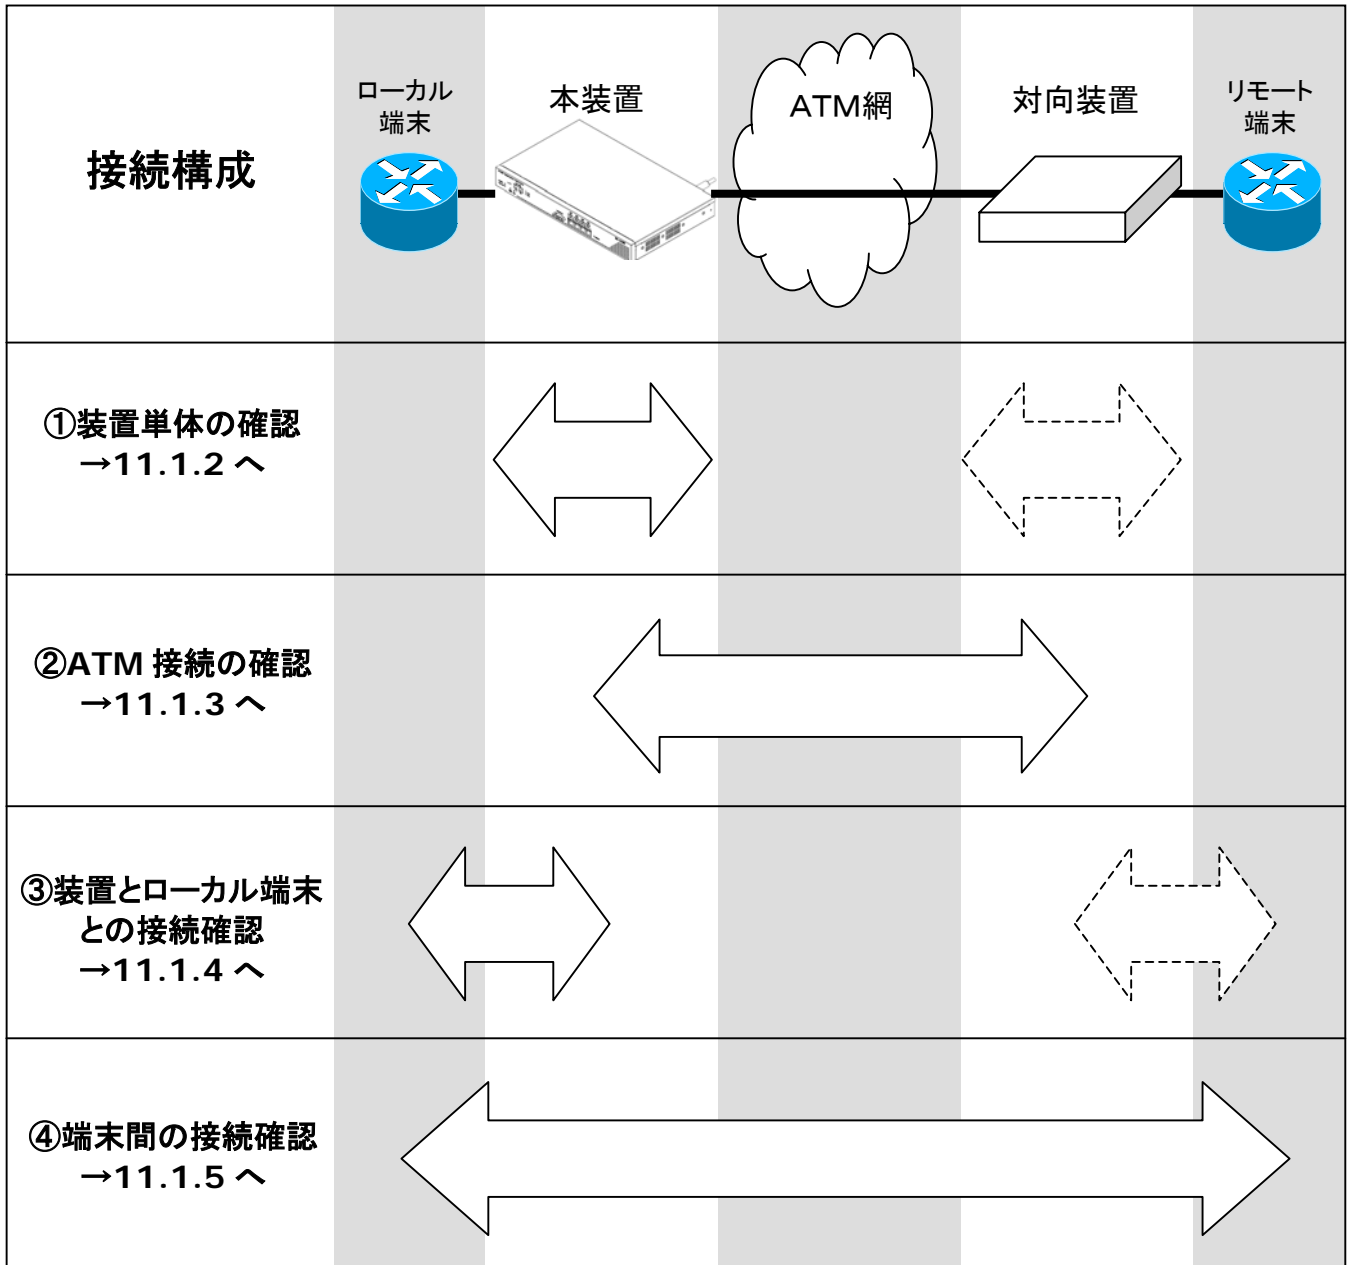 接続構成
ローカル
端末
本装置
ATM網
対向装置
リモート
端末
①装置単体の確認
→11.1.2 へ
②ATM 接続の確認
→11.1.3 へ
③装置とローカル端末
との接続確認
→11.1.4 へ
④端末間の接続確認
→11.1.5 へ